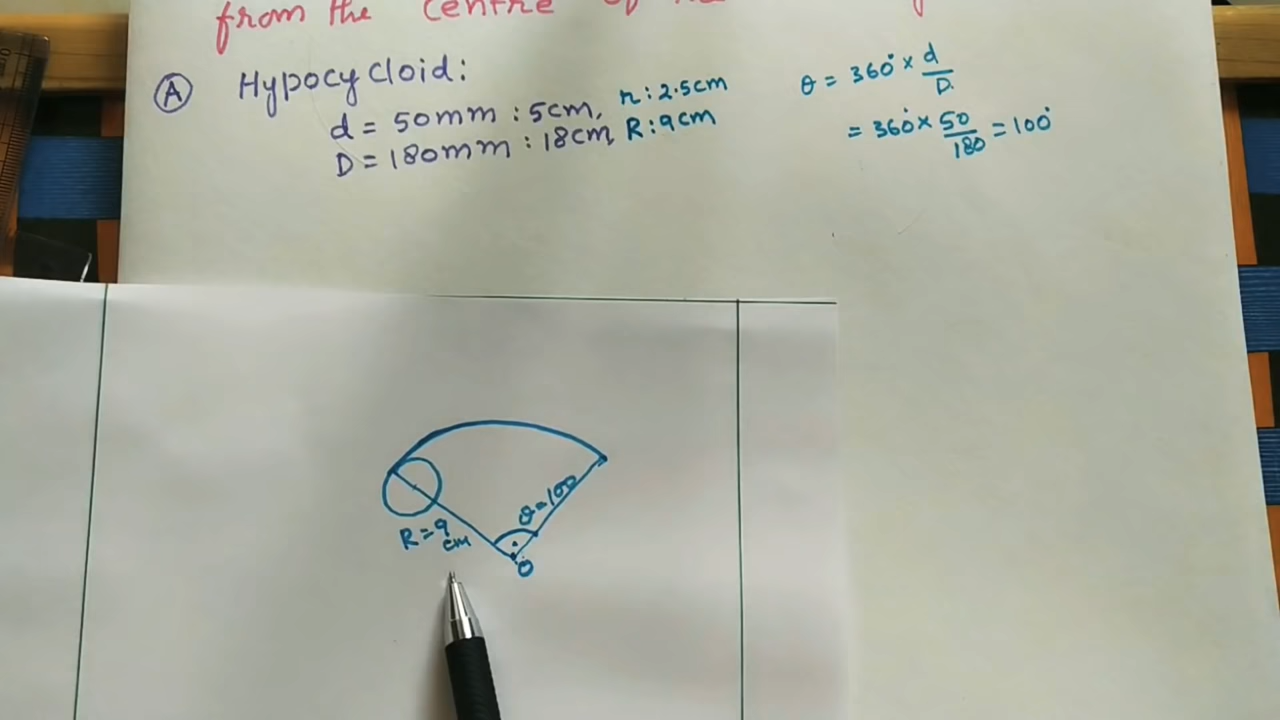 from the centre of
A Hypocycloid:
d = 50mm : 5cm, r : 2.5cm
D = 180mm : 18cm, R : 9cm
θ = 360° × d/D.
= 360° × 50/180 = 100°
θ = 100
R = 9 cm
O